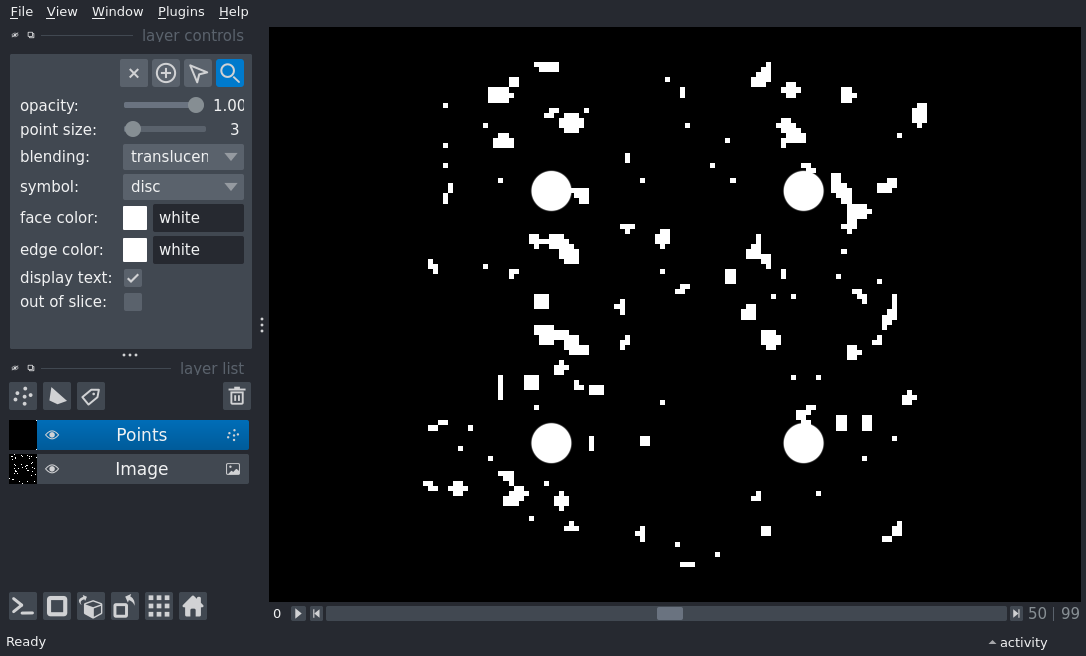 File View Window Plugins Help
layer controls
opacity: 1.00
point size: 3
blending: translucen
symbol: disc
face color: white
edge color: white
display text:
out of slice:
layer list
Points
Image
0 50 | 99
Ready activity